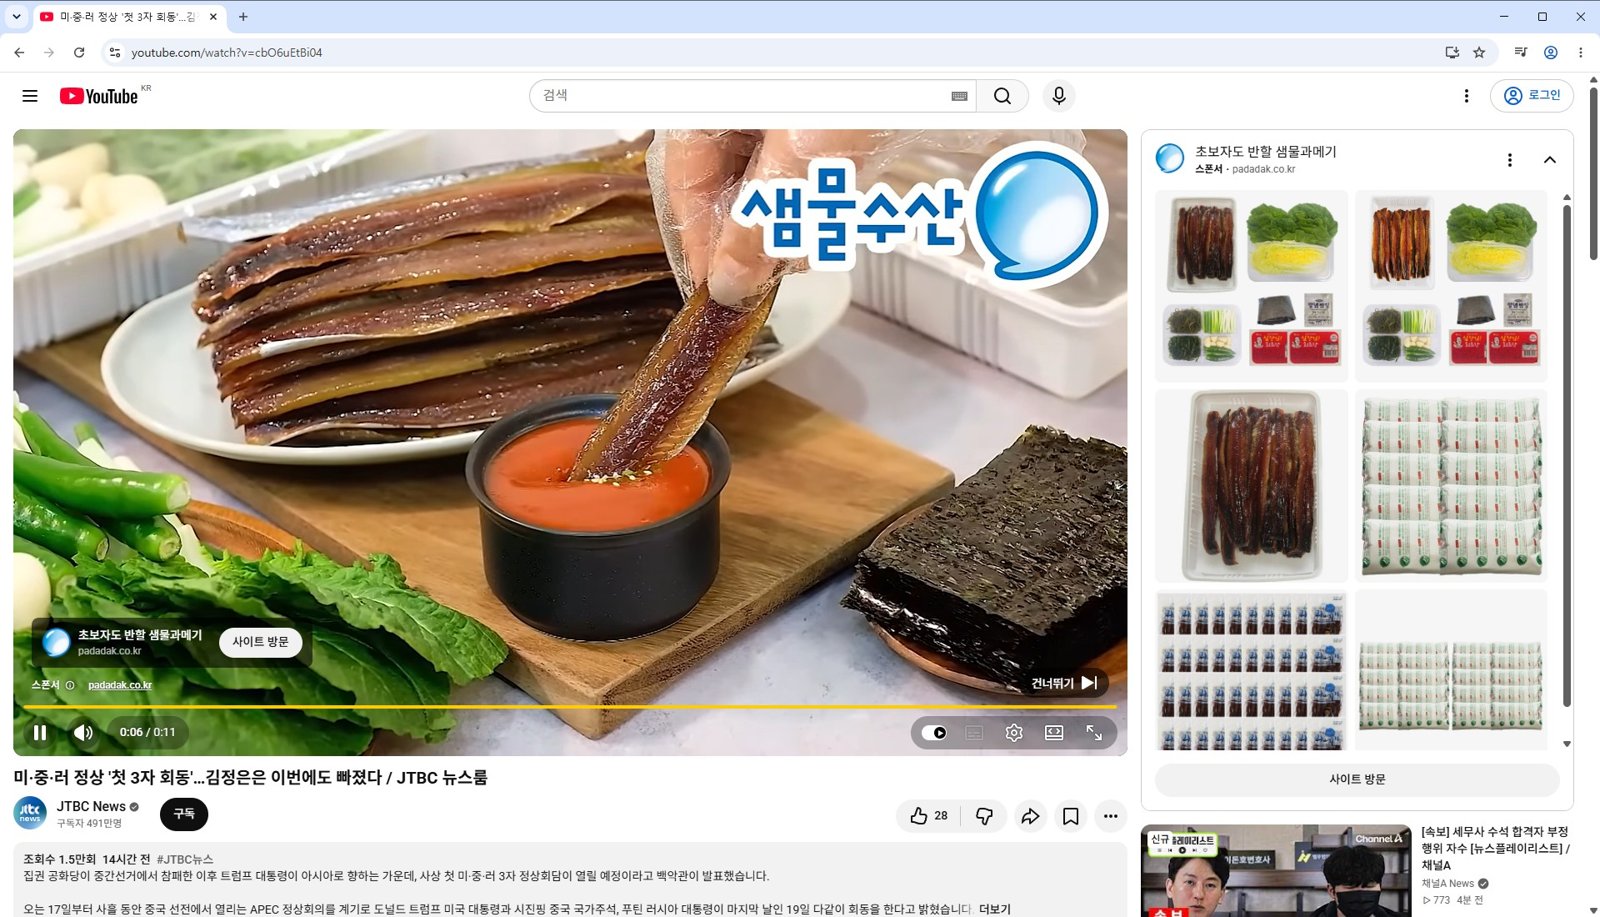 미·중·러 정상 '첫 3자 회동'...김
youtube.com/watch?v=cbO6uEtBi04
YouTube KR
검색
로그인
샘물수산
초보자도 반할 샘물과메기
padadak.co.kr
사이트 방문
스폰서
padadak.co.kr
건너뛰기
0:06 / 0:11
초보자도 반할 샘물과메기
스폰서 · padadak.co.kr
사이트 방문
미·중·러 정상 '첫 3자 회동'...김정은은 이번에도 빠졌다 / JTBC 뉴스룸
jtbc news
JTBC News
구독자 491만명
구독
28
조회수 1.5만회 14시간 전 #JTBC뉴스
집권 공화당이 중간선거에서 참패한 이후 트럼프 대통령이 아시아로 향하는 가운데, 사상 첫 미·중·러 3자 정상회담이 열릴 예정이라고 백악관이 발표했습니다.
오는 17일부터 사흘 동안 중국 선전에서 열리는 APEC 정상회의를 계기로 도널드 트럼프 미국 대통령과 시진핑 중국 국가주석, 푸틴 러시아 대통령이 마지막 날인 19일 다같이 회동을 한다고 밝혔습니다. 더보기
신규
플레이리스트
Channel A
속보
[속보] 세무사 수석 합격자 부정
행위 자수 [뉴스플레이리스트] /
채널A
채널A News
773 4분 전